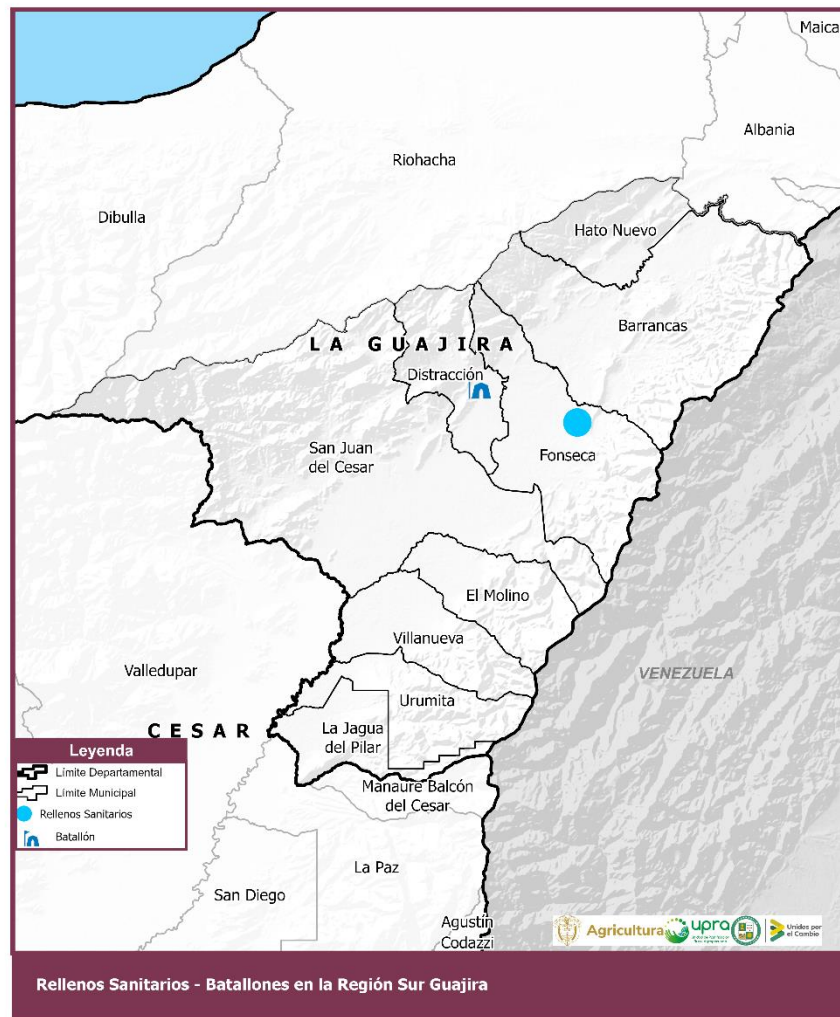 Maica
Albania
Riohacha
Dibulla
Hato Nuevo
Barrancas
LA GUAJIRA
Distracción
San Juan
del Cesar
Fonseca
El Molino
Villanueva
Valledupar
VENEZUELA
Urumita
CESAR
La Jagua
del Pilar
Leyenda
Límite Departamental
Límite Municipal
Rellenos Sanitarios
Batallón
Manaure Balcón
del Cesar
La Paz
San Diego
Agustín
Codazzi
Agricultura
upra
Unidos por
el Cambio
Rellenos Sanitarios - Batallones en la Región Sur Guajira